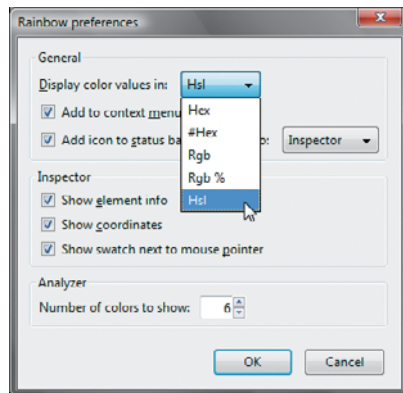 Rainbow preferences
General
Display color values in: Hsl
Add to context menu
Hex
#Hex
Add icon to status ba o: Inspector
Rgb
Rgb %
Hsl
Inspector
Show element info
Show coordinates
Show swatch next to mouse pointer
Analyzer
Number of colors to show: 6
OK Cancel